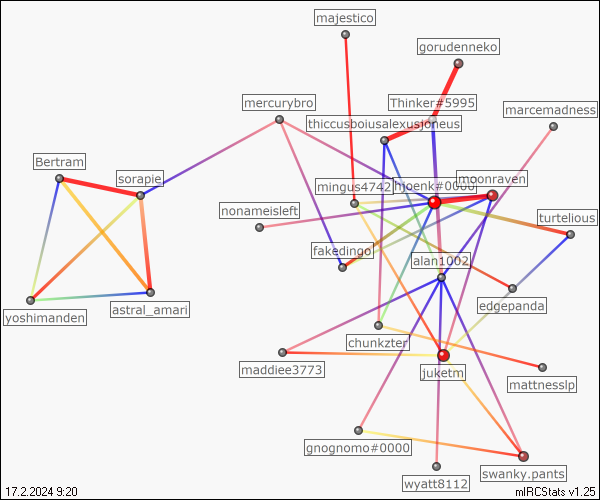 majestico
gorudenneko
mercurybro
Thinker#5995
marcemadness
thiccusboiusalexusjoneus
Bertram
sorapie
mingus4742
hjoenk#0000
moonraven
nonameisleft
turtelious
fakedingo
alan1002
yoshimanden
astral_amari
edgepanda
chunkzter
maddiee3773
juketm
mattnesslp
gnognomo#0000
wyatt8112
swanky.pants
17.2.2024 9:20
mIRCStats v1.25